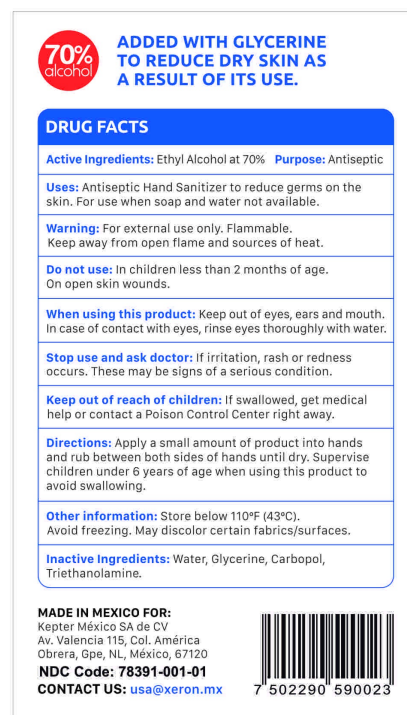 70%
alcohol
ADDED WITH GLYCERINE
TO REDUCE DRY SKIN AS
A RESULT OF ITS USE.
DRUG FACTS
Active Ingredients: Ethyl Alcohol at 70% Purpose: Antiseptic
Uses: Antiseptic Hand Sanitizer to reduce germs on the
skin. For use when soap and water not available.
Warning: For external use only. Flammable.
Keep away from open flame and sources of heat.
Do not use: In children less than 2 months of age.
On open skin wounds.
When using this product: Keep out of eyes, ears and mouth.
In case of contact with eyes, rinse eyes thoroughly with water.
Stop use and ask doctor: If irritation, rash or redness
occurs. These may be signs of a serious condition.
Keep out of reach of children: If swallowed, get medical
help or contact a Poison Control Center right away.
Directions: Apply a small amount of product into hands
and rub between both sides of hands until dry. Supervise
children under 6 years of age when using this product to
avoid swallowing.
Other information: Store below 110ºF (43ºC).
Avoid freezing. May discolor certain fabrics/surfaces.
Inactive Ingredients: Water, Glycerine, Carbopol,
Triethanolamine.
MADE IN MEXICO FOR:
Kepter México SA de CV
Av. Valencia 115, Col. América
Obrera, Gpe, NL, México, 67120
NDC Code: 78391-001-01
CONTACT US: usa@xeron.mx
7 502290 590023